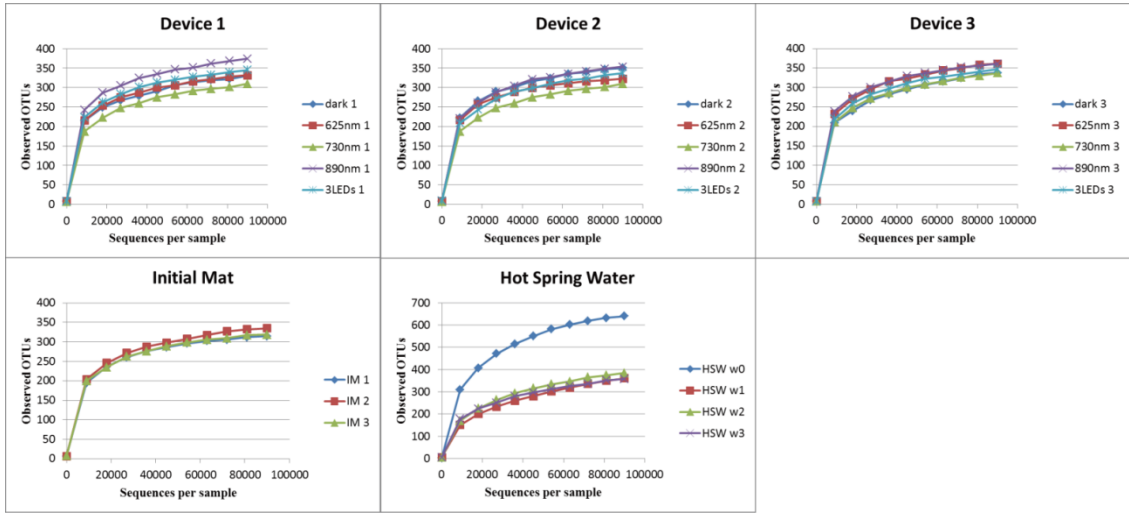 Device 1
400
350
300
250
200
150
100
50
0
Observed OTUs
0 20000 40000 60000 80000 100000
Sequences per sample
dark 1
625nm 1
730nm 1
890nm 1
3LEDs 1
Device 2
400
350
300
250
200
150
100
50
0
Observed OTUs
0 20000 40000 60000 80000 100000
Sequences per sample
dark 2
625nm 2
730nm 2
890nm 2
3LEDs 2
Device 3
400
350
300
250
200
150
100
50
0
Observed OTUs
0 20000 40000 60000 80000 100000
Sequences per sample
dark 3
625nm 3
730nm 3
890nm 3
3LEDs 3
Initial Mat
400
350
300
250
200
150
100
50
0
Observed OTUs
0 20000 40000 60000 80000 100000
Sequences per sample
IM 1
IM 2
IM 3
Hot Spring Water
700
600
500
400
300
200
100
0
Observed OTUs
0 20000 40000 60000 80000 100000
Sequences per sample
HSW w0
HSW w1
HSW w2
HSW w3